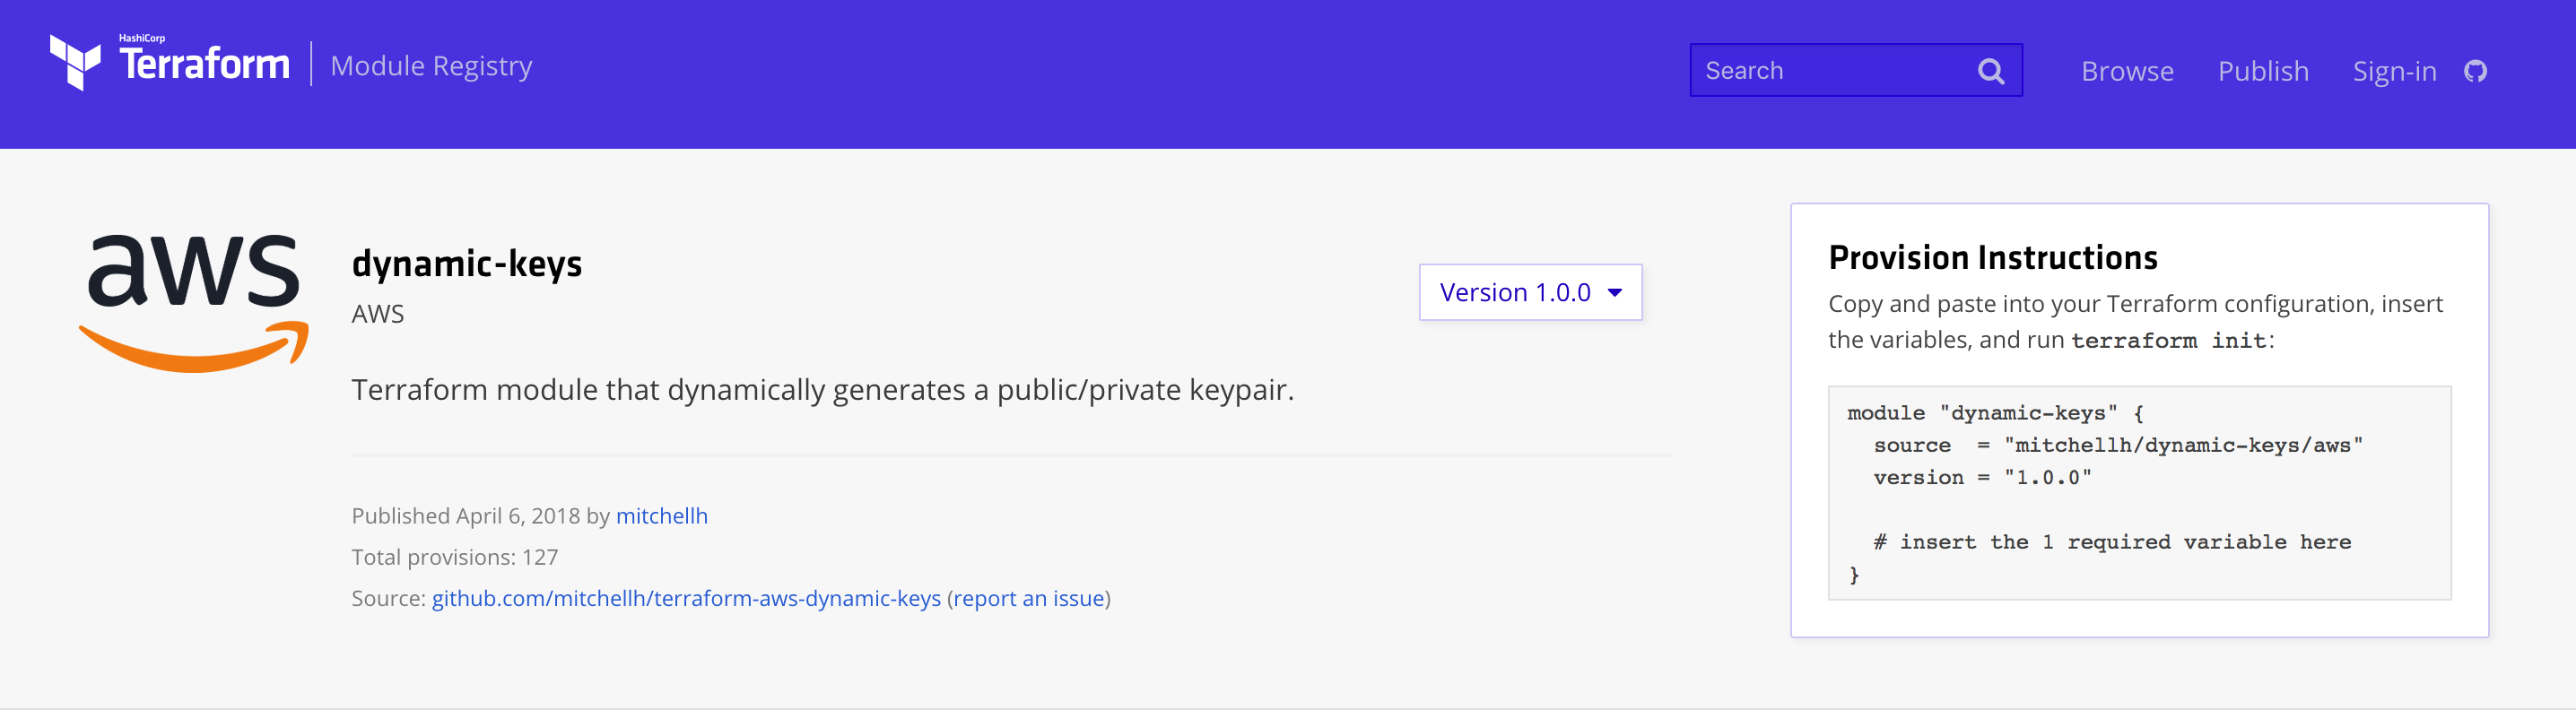 HashiCorp
Terraform
Module Registry
Search
Browse
Publish
Sign-in
aws
dynamic-keys
AWS
Version 1.0.0
Terraform module that dynamically generates a public/private keypair.
Published April 6, 2018 by mitchellh
Total provisions: 127
Source: github.com/mitchellh/terraform-aws-dynamic-keys (report an issue)
Provision Instructions
Copy and paste into your Terraform configuration, insert
the variables, and run terraform init:
module "dynamic-keys" {
  source  = "mitchellh/dynamic-keys/aws"
  version = "1.0.0"

  # insert the 1 required variable here
}